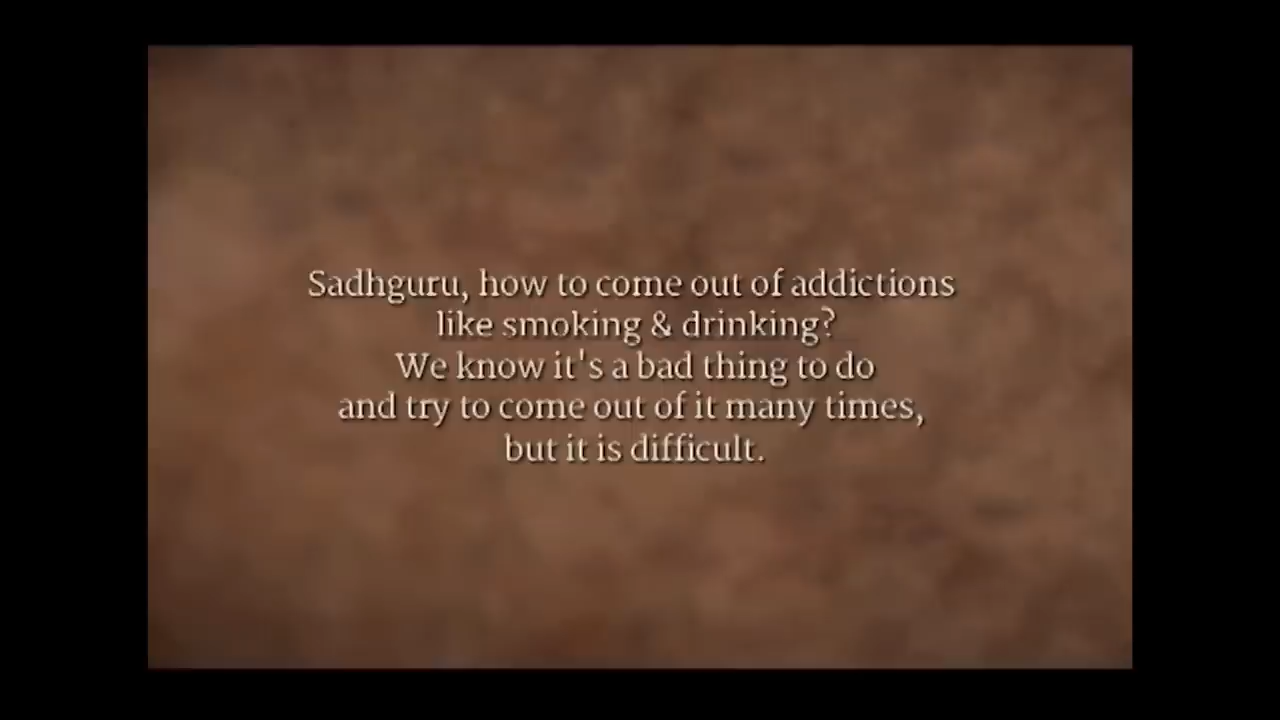 Sadhguru, how to come out of addictions
like smoking & drinking?
We know it's a bad thing to do
and try to come out of it many times,
but it is difficult.